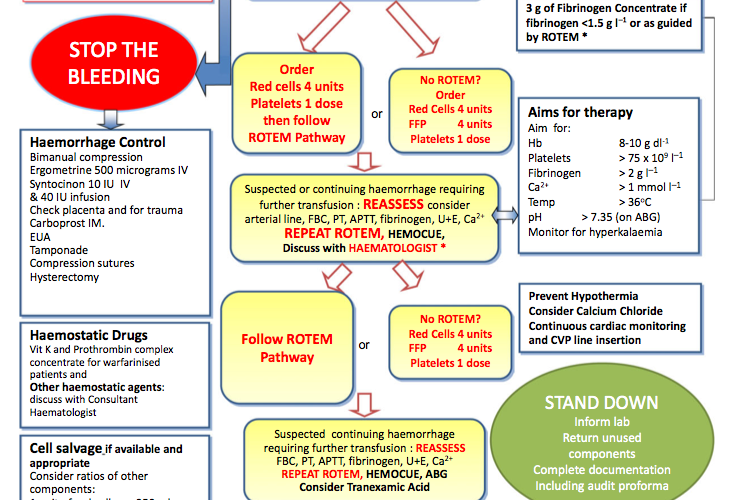 3 g of Fibrinogen Concentrate if
fibrinogen <1.5 g l⁻¹ or as guided
by ROTEM *
STOP THE
BLEEDING
Order
Red cells 4 units
Platelets 1 dose
then follow
ROTEM Pathway
or
No ROTEM?
Order
Red Cells 4 units
FFP 4 units
Platelets 1 dose
Aims for therapy
Aim for:
Hb 8-10 g dl⁻¹
Platelets > 75 x 10⁹ l⁻¹
Fibrinogen > 2 g l⁻¹
Ca²⁺ > 1 mmol l⁻¹
Temp > 36°C
pH > 7.35 (on ABG)
Monitor for hyperkalaemia
Haemorrhage Control
Bimanual compression
Ergometrine 500 micrograms IV
Syntocinon 10 IU IV
& 40 IU infusion
Check placenta and for trauma
Carboprost IM.
EUA
Tamponade
Compression sutures
Hysterectomy
Suspected or continuing haemorrhage requiring
further transfusion : REASSESS consider
arterial line, FBC, PT, APTT, fibrinogen, U+E, Ca²⁺
REPEAT ROTEM, HEMOCUE,
Discuss with HAEMATOLOGIST *
Follow ROTEM
Pathway
or
No ROTEM?
Red Cells 4 units
FFP 4 units
Platelets 1 dose
Prevent Hypothermia
Consider Calcium Chloride
Continuous cardiac monitoring
and CVP line insertion
Haemostatic Drugs
Vit K and Prothrombin complex
concentrate for warfarinised
patients and
Other haemostatic agents:
discuss with Consultant
Haematologist
STAND DOWN
Inform lab
Return unused
components
Complete documentation
Including audit proforma
Suspected continuing haemorrhage
requiring further transfusion : REASSESS
FBC, PT, APTT, fibrinogen, U+E, Ca²⁺
REPEAT ROTEM, HEMOCUE, ABG
Consider Tranexamic Acid
Cell salvage if available and
appropriate
Consider ratios of other
components: